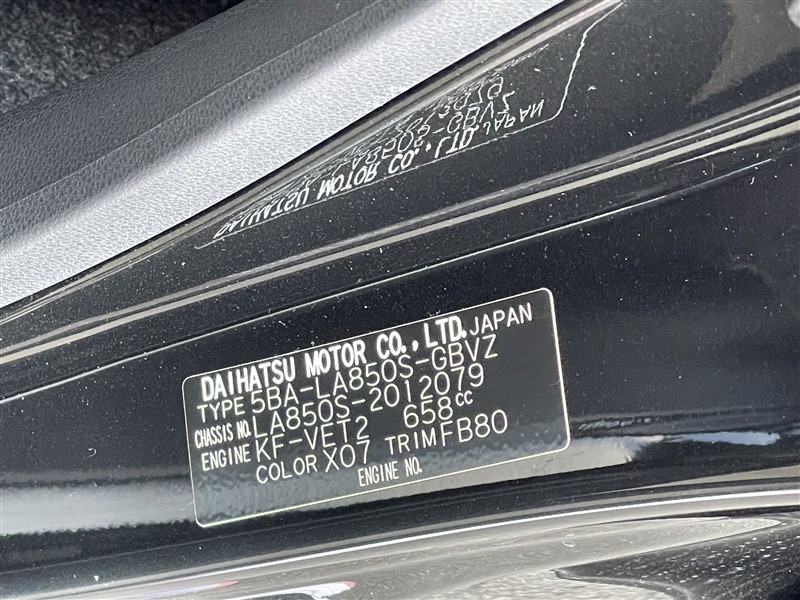 DAIHATSU MOTOR CO., LTD. JAPAN
TYPE 5BA-LA850S-GBVZ
CHASSIS NO. LA850S-2012079
ENGINE KF-VET2 658cc
COLOR X07 TRIM FB80
ENGINE NO.